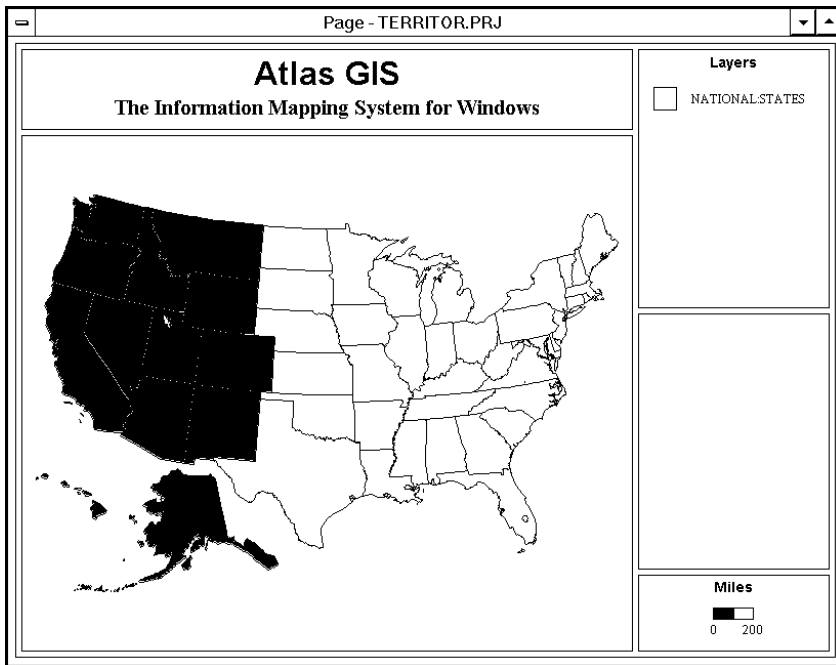 Page - TERRITOR.PRJ
Atlas GIS
The Information Mapping System for Windows
Layers
NATIONAL:STATES
Miles
0 200